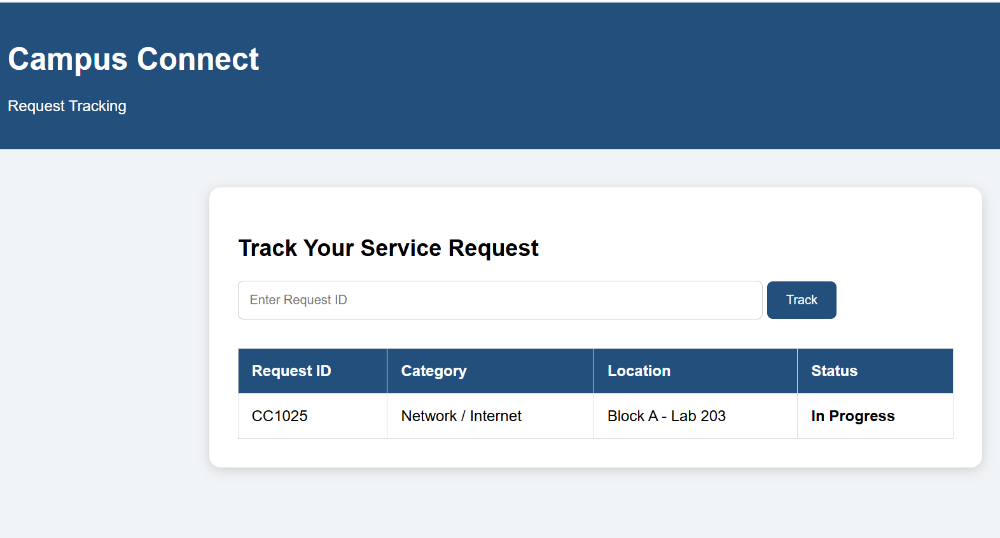 Campus Connect
Request Tracking
Track Your Service Request
Enter Request ID
Track
Request ID Category Location Status
CC1025 Network / Internet Block A - Lab 203 In Progress